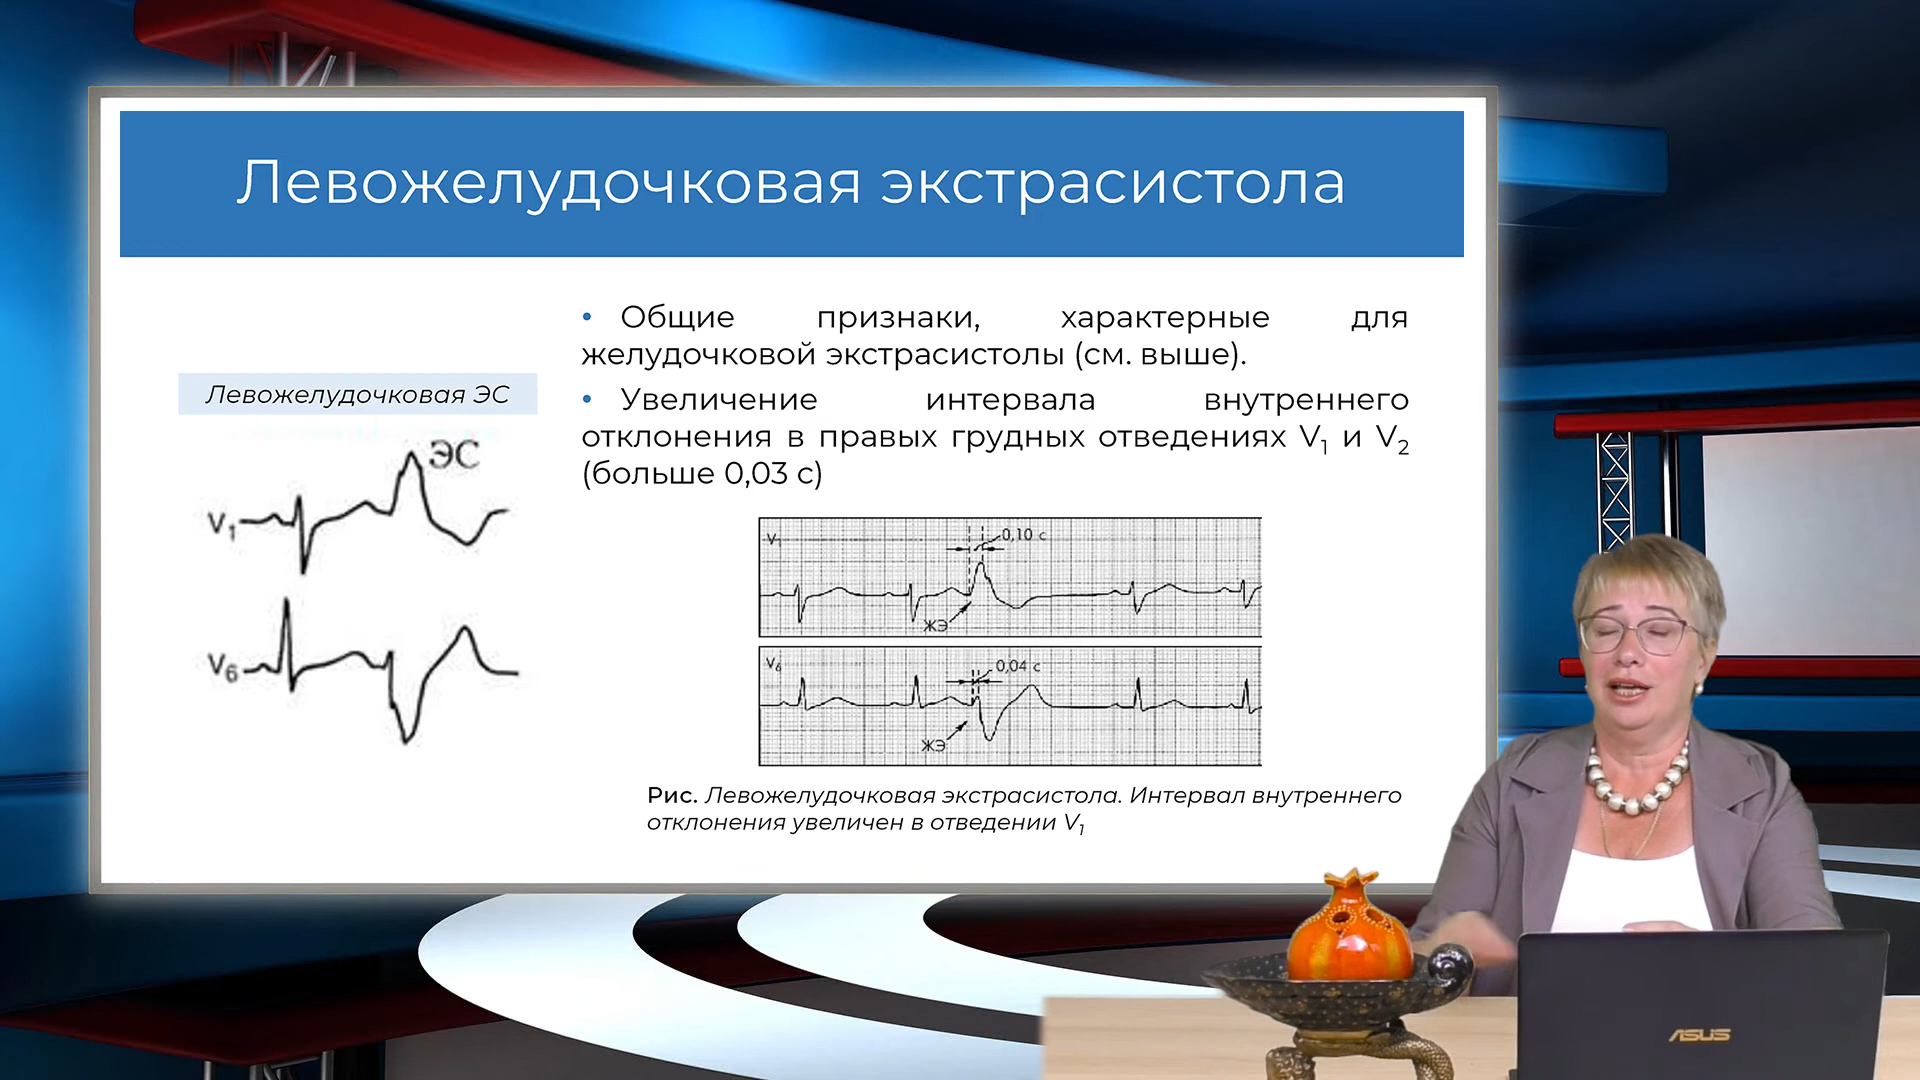 Левожелудочковая экстрасистола
• Общие признаки, характерные для
желудочковой экстрасистолы (см. выше).
• Увеличение интервала внутреннего
отклонения в правых грудных отведениях V₁ и V₂
(больше 0,03 с)
Левожелудочковая ЭС
ЭС
V₁
V₆
V₁
0,10 с
ЖЭ
V₆
0,04 с
ЖЭ
Рис. Левожелудочковая экстрасистола. Интервал внутреннего
отклонения увеличен в отведении V₁
ASUS